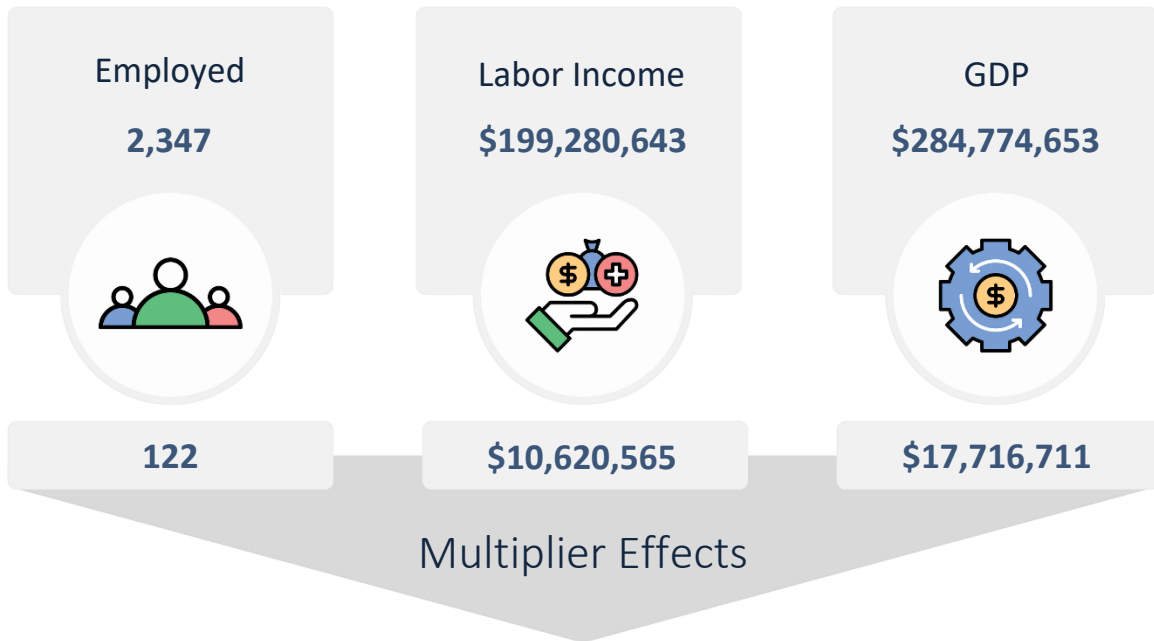 Employed
2,347
Labor Income
$199,280,643
GDP
$284,774,653
122
$10,620,565
$17,716,711
Multiplier Effects